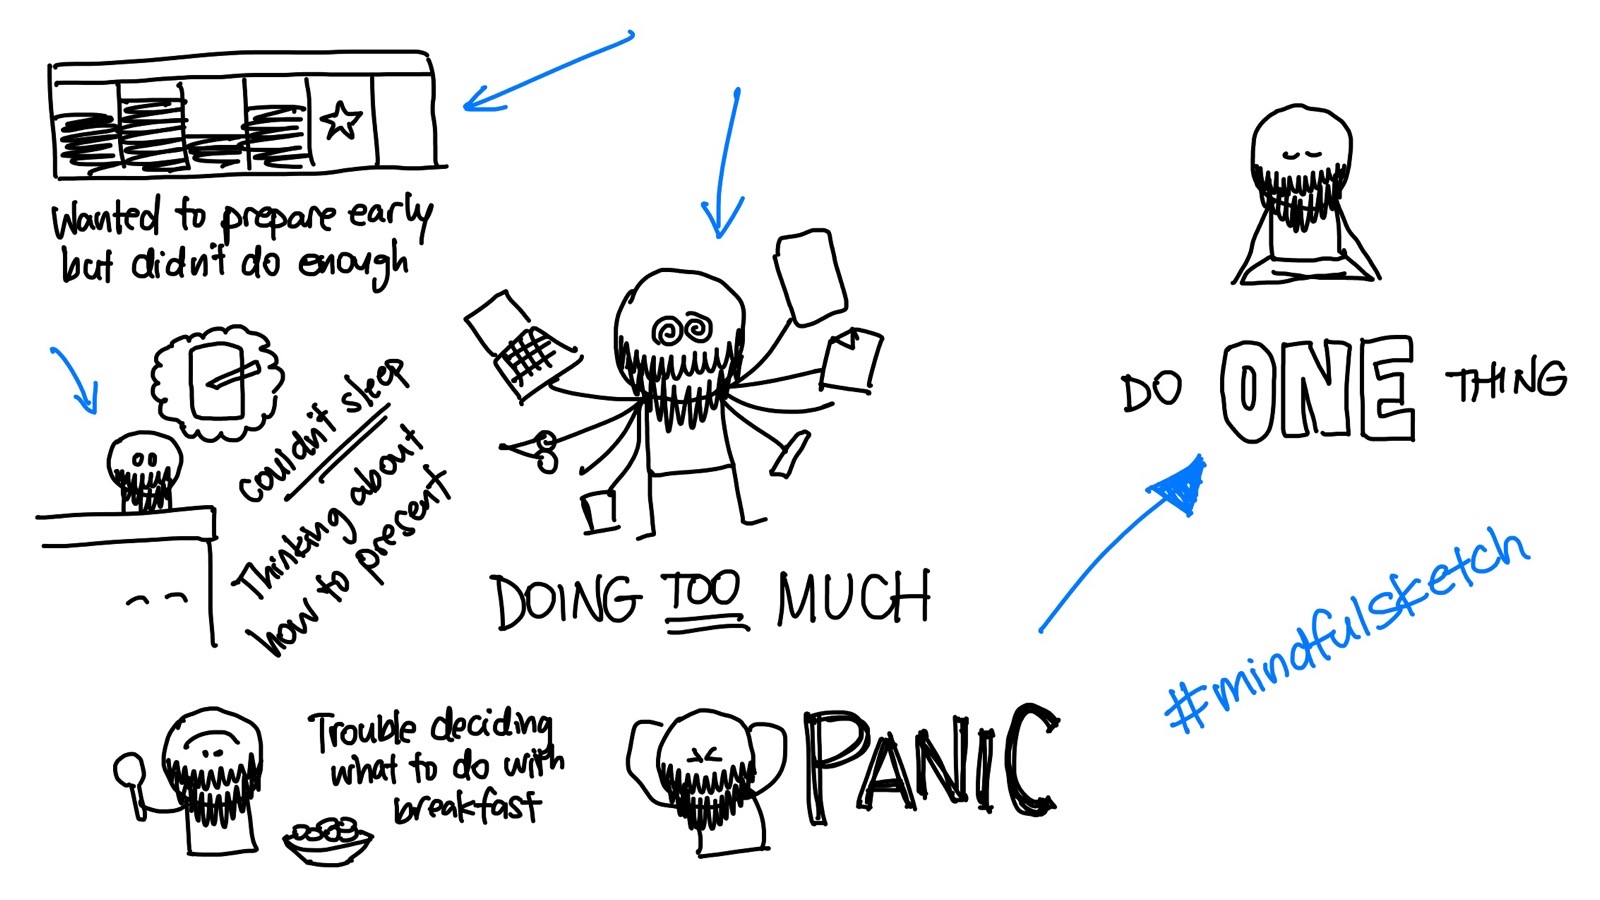 Wanted to prepare early
but didn't do enough
couldn't sleep
Thinking about
how to present
DOING TOO MUCH
Trouble deciding
what to do with
breakfast
PANIC
DO ONE THING
#mindfulsketch